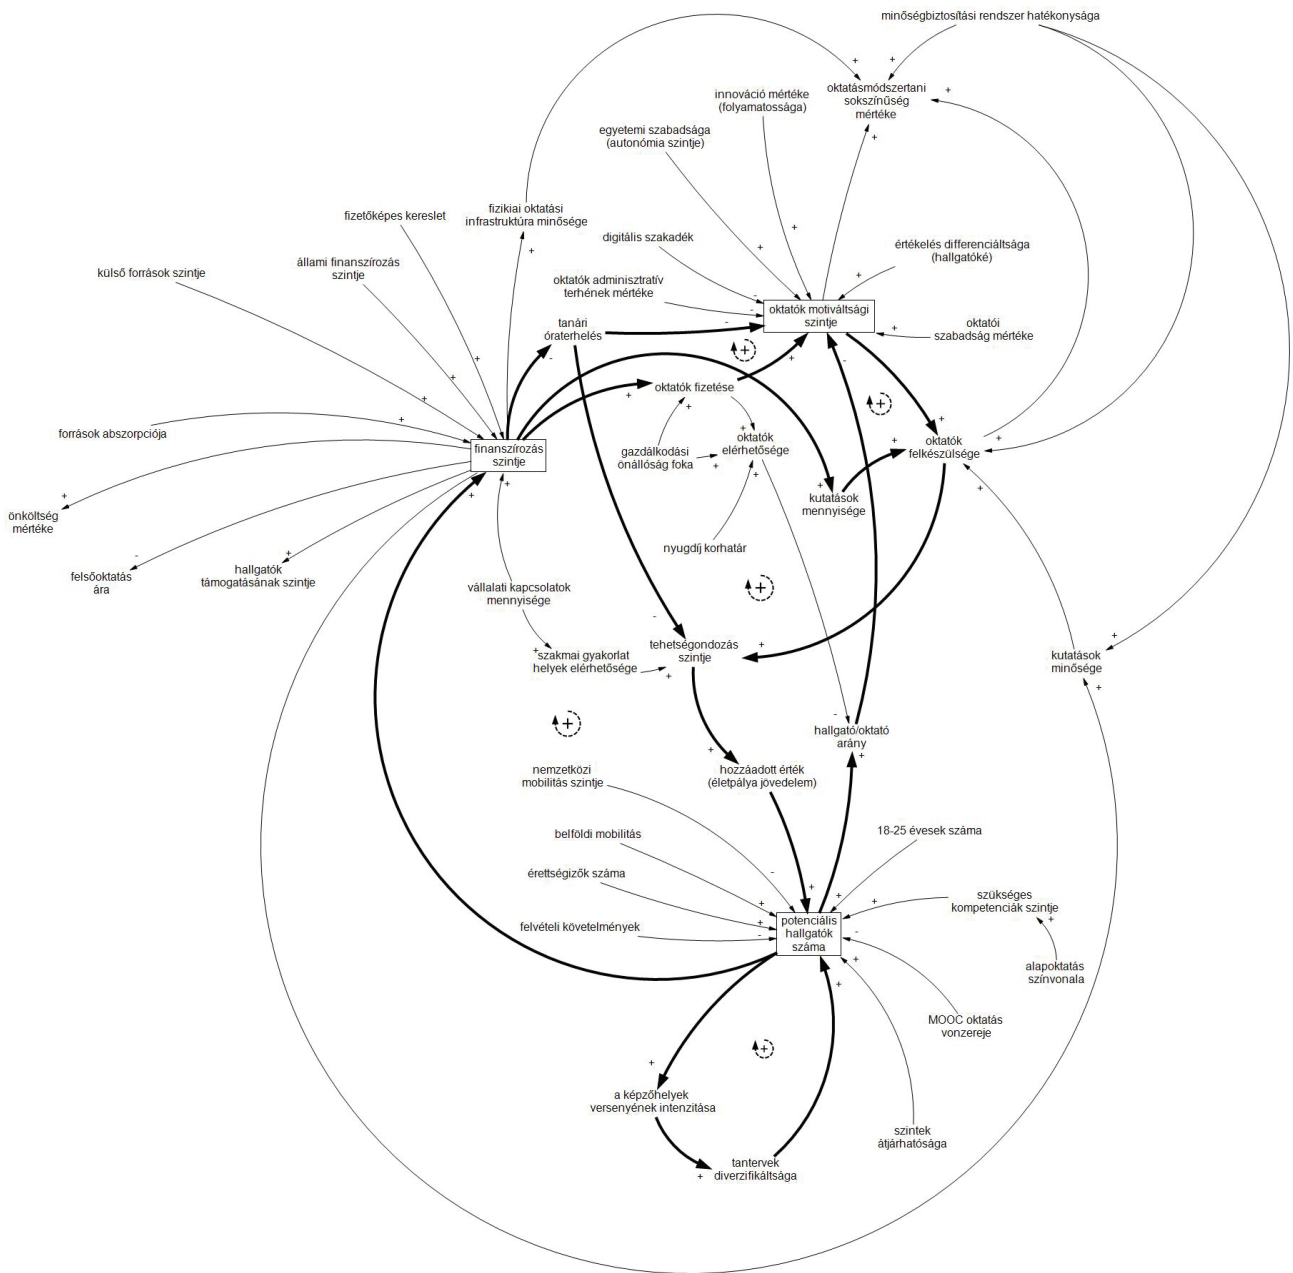 minőségbiztosítási rendszer hatékonysága
oktatásmódszertani
sokszínűség
mértéke
innováció mértéke
(folyamatossága)
egyetemi szabadsága
(autonómia szintje)
fizetőképes kereslet
fizikiai oktatási
infrastruktúra minősége
digitális szakadék
értékelés differenciáltsága
(hallgatóké)
külső források szintje
állami finanszírozás
szintje
oktatók adminisztratív
terhének mértéke
oktatók motiváltsági
szintje
tanári
óraterhelés
oktatói
szabadság mértéke
oktatók fizetése
források abszorpciója
finanszírozás
szintje
gazdálkodási
önállóság foka
oktatók
elérhetősége
oktatók
felkészülsége
kutatások
mennyisége
önköltség
mértéke
nyugdíj korhatár
felsőoktatás
ára
hallgatók
támogatásának szintje
vállalati kapcsolatok
mennyisége
tehetségondozás
szintje
szakmai gyakorlat
helyek elérhetősége
kutatások
minősége
hallgató/oktató
arány
nemzetközi
mobilitás szintje
hozzáadott érték
(életpálya jövedelem)
belföldi mobilitás
18-25 évesek száma
érettségizők száma
szükséges
kompetenciák szintje
felvételi követelmények
potenciális
hallgatók
száma
alapoktatás
színvonala
MOOC oktatás
vonzereje
a képzőhelyek
versenyének intenzitása
szintek
átjárhatósága
tantervek
diverzifikáltsága